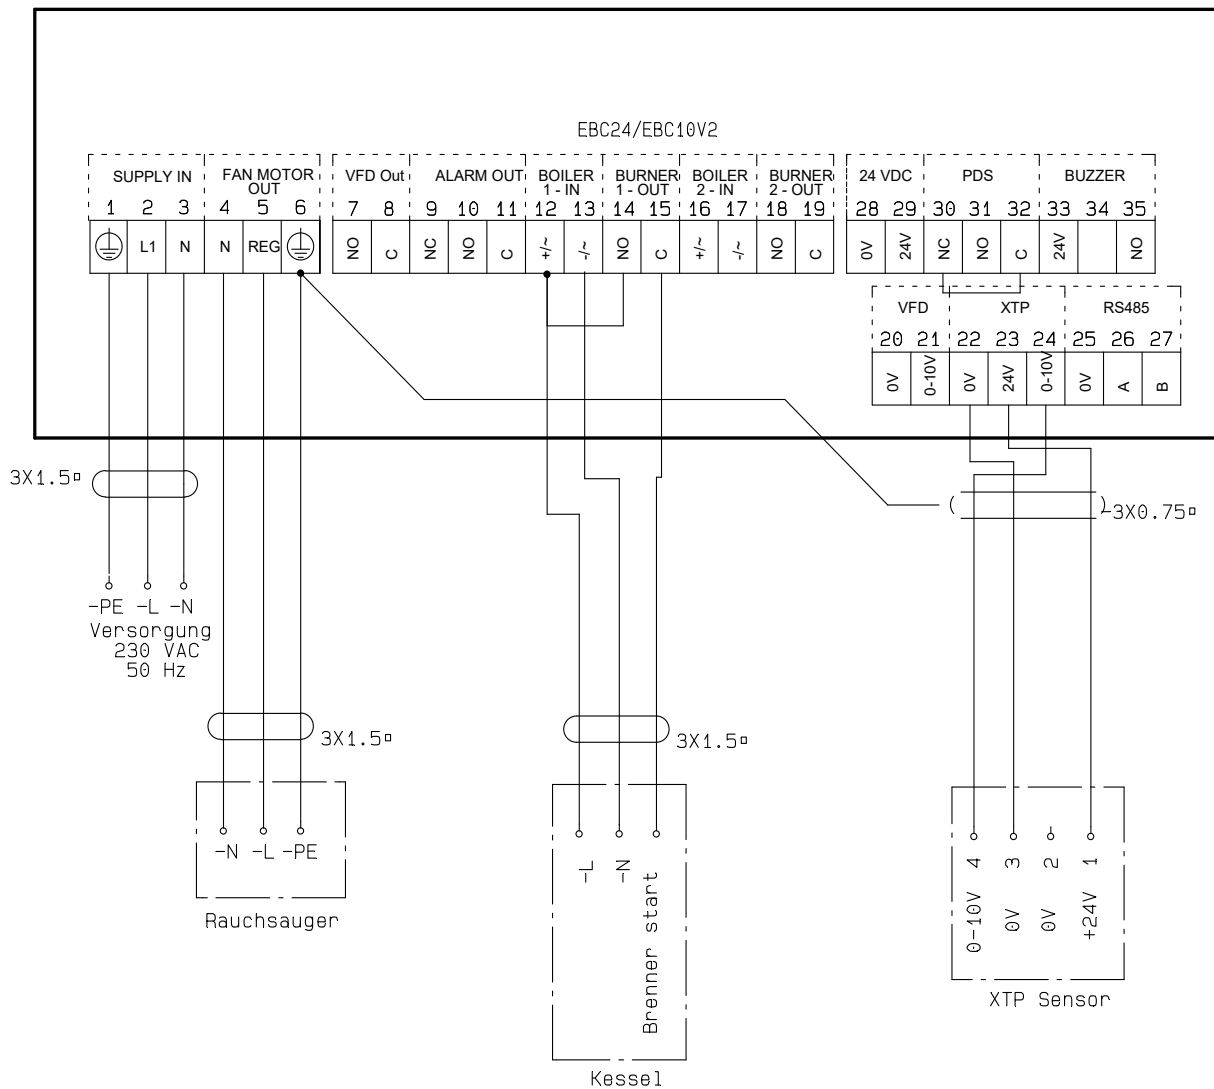 EBC24/EBC10V2
SUPPLY IN
FAN MOTOR
OUT
VFD Out
ALARM OUT
BOILER
1 - IN
BURNER
1 - OUT
BOILER
2 - IN
BURNER
2 - OUT
24 VDC
PDS
BUZZER
1 2 3 4 5 6 7 8 9 10 11 12 13 14 15 16 17 18 19 28 29 30 31 32 33 34 35
L1 N N REG NO C NC NO C +/~ -/~ NO C +/~ -/~ NO C 0V 24V NC NO C 24V NO
VFD
XTP
RS485
20 21 22 23 24 25 26 27
0V 0-10V 0V 24V 0-10V 0V A B
3X1.5¤
-3X0.75¤
-PE -L -N
Versorgung
230 VAC
50 Hz
3X1.5¤
3X1.5¤
-N -L -PE
Rauchsauger
-L
-N
Brenner start
Kessel
4 3 2 1
0-10V 0V 0V +24V
XTP Sensor